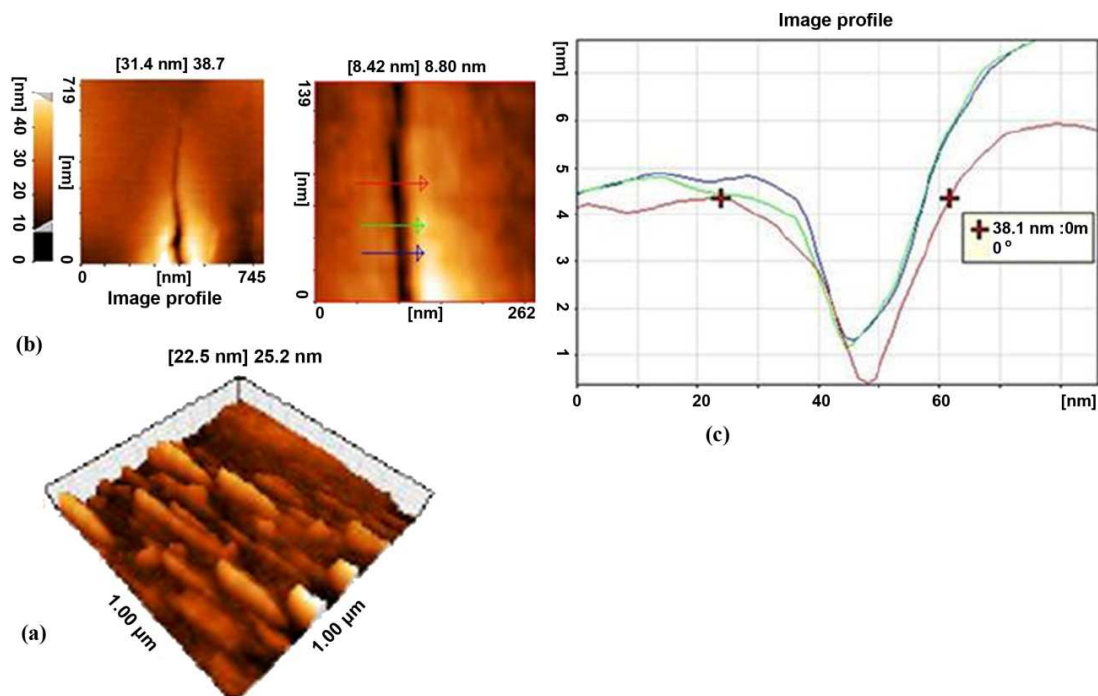 Image profile
[31.4 nm] 38.7
[8.42 nm] 8.80 nm
[nm]
40
30
20
10
0
719
[nm]
0
0
[nm]
745
Image profile
139
[nm]
0
0
[nm]
262
(b)
[nm]
6
5
4
3
2
1
0
20
40
60
[nm]
38.1 nm :0m
0 °
(c)
[22.5 nm] 25.2 nm
1.00 µm
1.00 µm
(a)